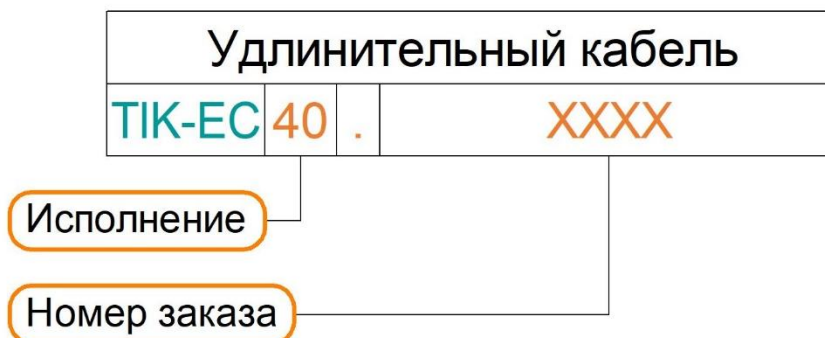 Удлинительный кабель
TIK-EC 40 . XXXX
Исполнение
Номер заказа